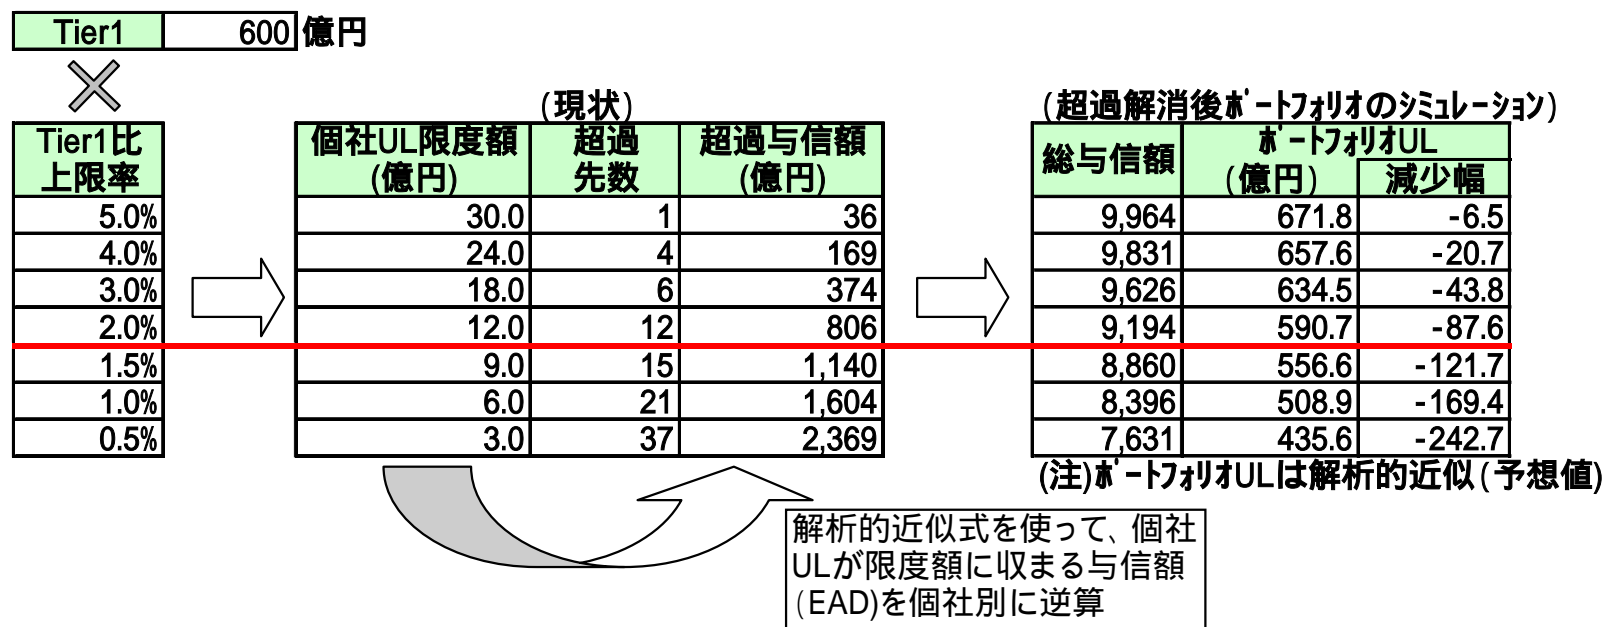 Tier1 600 億円
(現状)
(超過解消後ポートフォリオのシミュレーション)
Tier1比
上限率
個社UL限度額
(億円)
超過
先数
超過与信額
(億円)
総与信額
ポートフォリオUL
(億円)
減少幅
5.0% 30.0 1 36 9,964 671.8 -6.5
4.0% 24.0 4 169 9,831 657.6 -20.7
3.0% 18.0 6 374 9,626 634.5 -43.8
2.0% 12.0 12 806 9,194 590.7 -87.6
1.5% 9.0 15 1,140 8,860 556.6 -121.7
1.0% 6.0 21 1,604 8,396 508.9 -169.4
0.5% 3.0 37 2,369 7,631 435.6 -242.7
(注)ポートフォリオULは解析的近似(予想値)
解析的近似式を使って、個社
ULが限度額に収まる与信額
(EAD)を個社別に逆算